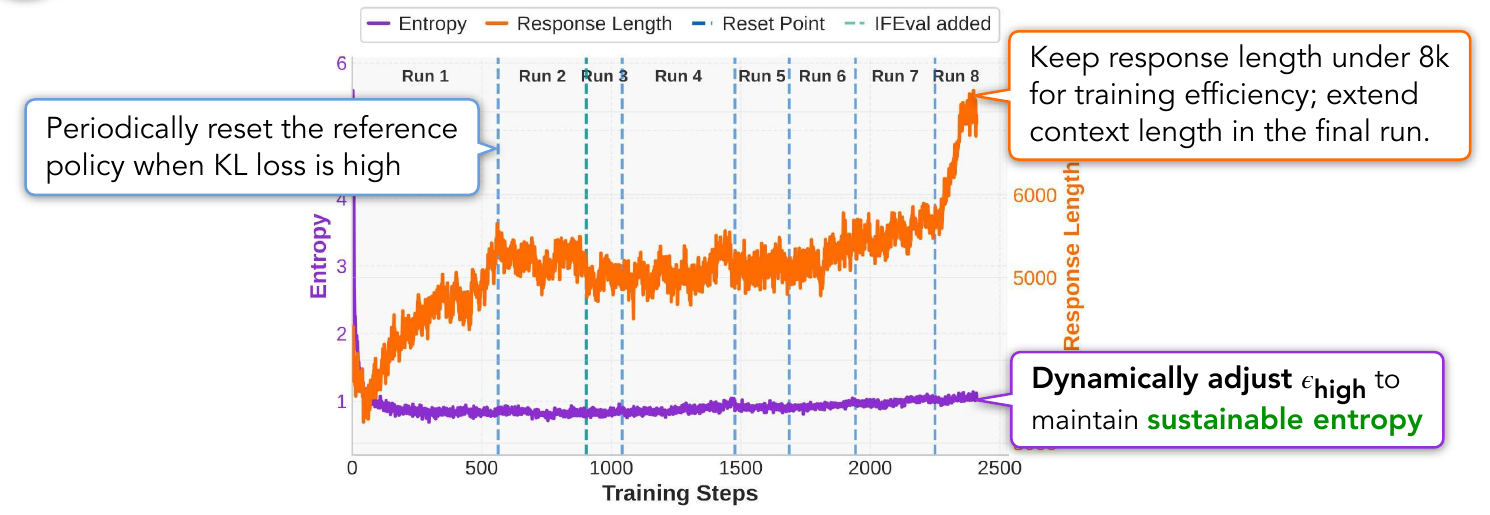 Entropy
Response Length
Reset Point
IFEval added
Run 1
Run 2
Run 3
Run 4
Run 5
Run 6
Run 7
Run 8
Keep response length under 8k
for training efficiency; extend
context length in the final run.
Periodically reset the reference
policy when KL loss is high
6
4
3
2
1
Entropy
6000
5000
Response Length
Dynamically adjust ϵhigh to
maintain sustainable entropy
0
500
1000
1500
2000
2500
Training Steps